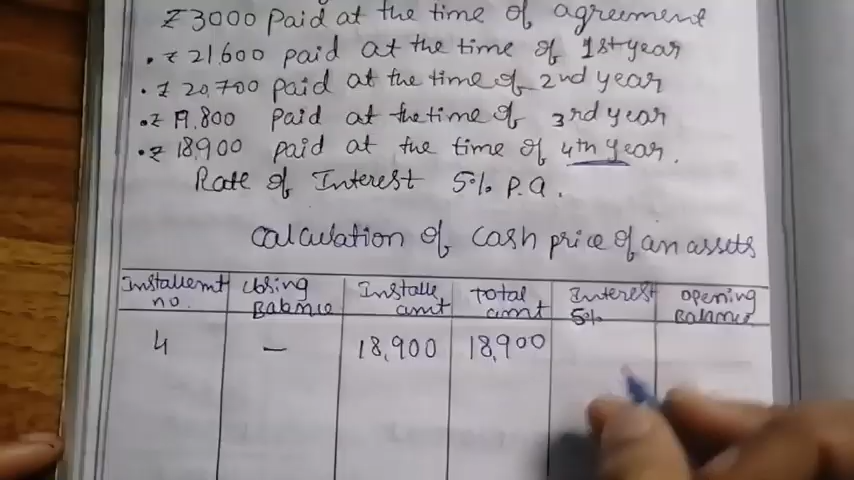 ₹3000 Paid at the time of agreement
. ₹ 21,600 paid at the time of 1st year
. ₹ 20,700 paid at the time of 2nd year
. ₹ 19,800 paid at the time of 3rd year
. ₹ 18,900 paid at the time of 4th year.
Rate of Interest 5% P.a.
Calculation of cash price of an assets
Installemt no. Closing Balance Installe amt Total amt Interest 5% opening Balance
4 — 18,900 18,900